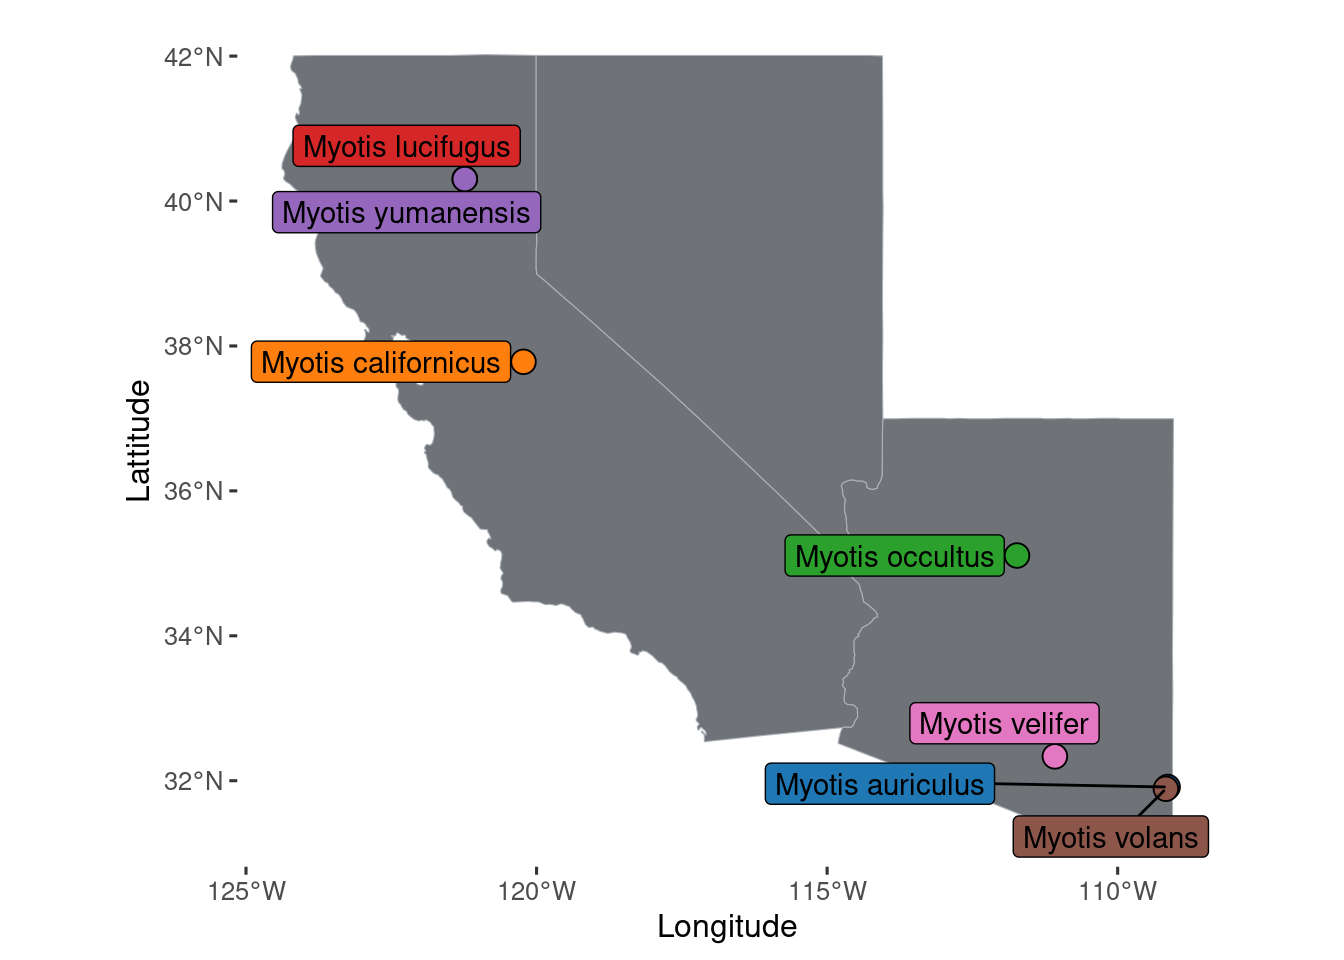 42°N
Myotis lucifugus
40°N
Myotis yumanensis
38°N
Myotis californicus
Lattitude
36°N
Myotis occultus
34°N
Myotis velifer
32°N
Myotis auriculus
Myotis volans
125°W
120°W
115°W
110°W
Longitude